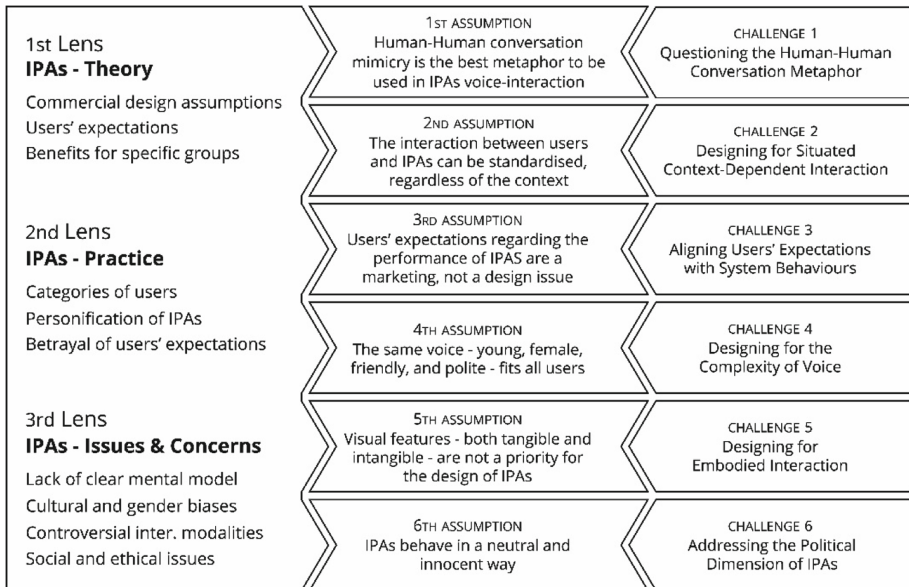 1st Lens
IPAs - Theory
Commercial design assumptions
Users' expectations
Benefits for specific groups
2nd Lens
IPAs - Practice
Categories of users
Personification of IPAs
Betrayal of users' expectations
3rd Lens
IPAs - Issues & Concerns
Lack of clear mental model
Cultural and gender biases
Controversial inter. modalities
Social and ethical issues
1ST ASSUMPTION
Human-Human conversation
mimicry is the best metaphor to be
used in IPAs voice-interaction
2ND ASSUMPTION
The interaction between users
and IPAs can be standardised,
regardless of the context
3RD ASSUMPTION
Users' expectations regarding the
performance of IPAS are a
marketing, not a design issue
4TH ASSUMPTION
The same voice - young, female,
friendly, and polite - fits all users
5TH ASSUMPTION
Visual features - both tangible and
intangible - are not a priority for
the design of IPAs
6TH ASSUMPTION
IPAs behave in a neutral and
innocent way
CHALLENGE 1
Questioning the Human-Human
Conversation Metaphor
CHALLENGE 2
Designing for Situated
Context-Dependent Interaction
CHALLENGE 3
Aligning Users' Expectations
with System Behaviours
CHALLENGE 4
Designing for the
Complexity of Voice
CHALLENGE 5
Designing for
Embodied Interaction
CHALLENGE 6
Addressing the Political
Dimension of IPAs